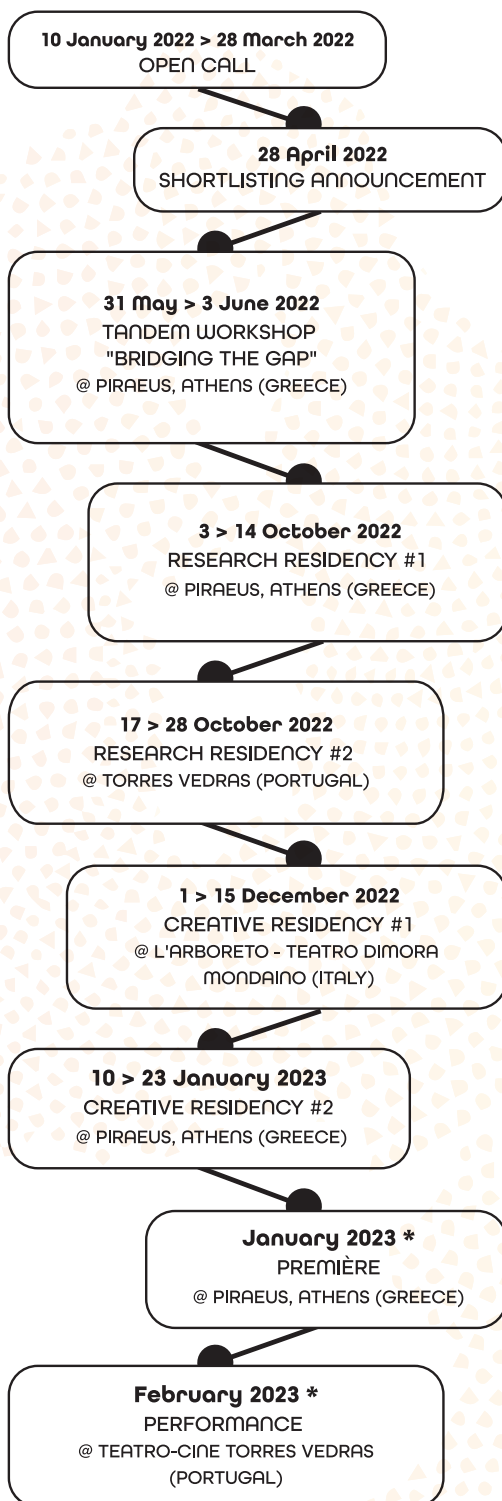 10 January 2022 > 28 March 2022
OPEN CALL
28 April 2022
SHORTLISTING ANNOUNCEMENT
31 May > 3 June 2022
TANDEM WORKSHOP
"BRIDGING THE GAP"
@ PIRAEUS, ATHENS (GREECE)
3 > 14 October 2022
RESEARCH RESIDENCY #1
@ PIRAEUS, ATHENS (GREECE)
17 > 28 October 2022
RESEARCH RESIDENCY #2
@ TORRES VEDRAS (PORTUGAL)
1 > 15 December 2022
CREATIVE RESIDENCY #1
@ L'ARBORETO - TEATRO DIMORA
MONDAINO (ITALY)
10 > 23 January 2023
CREATIVE RESIDENCY #2
@ PIRAEUS, ATHENS (GREECE)
January 2023 *
PREMIÈRE
@ PIRAEUS, ATHENS (GREECE)
February 2023 *
PERFORMANCE
@ TEATRO-CINE TORRES VEDRAS
(PORTUGAL)